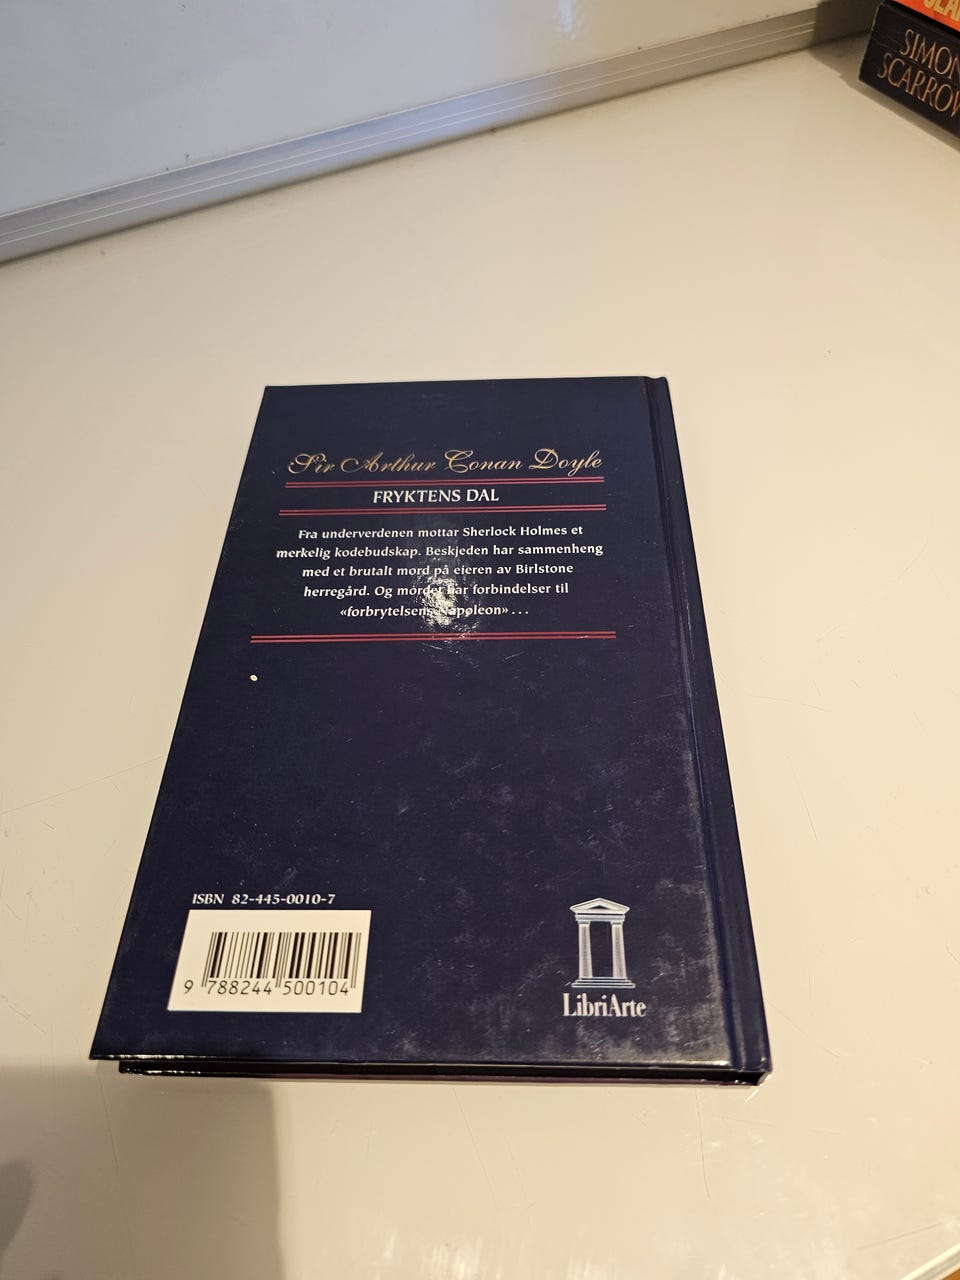 SIMON
SCARROW
Sir Arthur Conan Doyle
FRYKTENS DAL
Fra underverdenen mottar Sherlock Holmes et
merkelig kodebudskap. Beskjeden har sammenheng
med et brutalt mord på eieren av Birlstone
herregård. Og mordet har forbindelser til
«forbrytelsens Napoleon» . . .
ISBN 82-445-0010-7
9 788244 500104
LibriArte